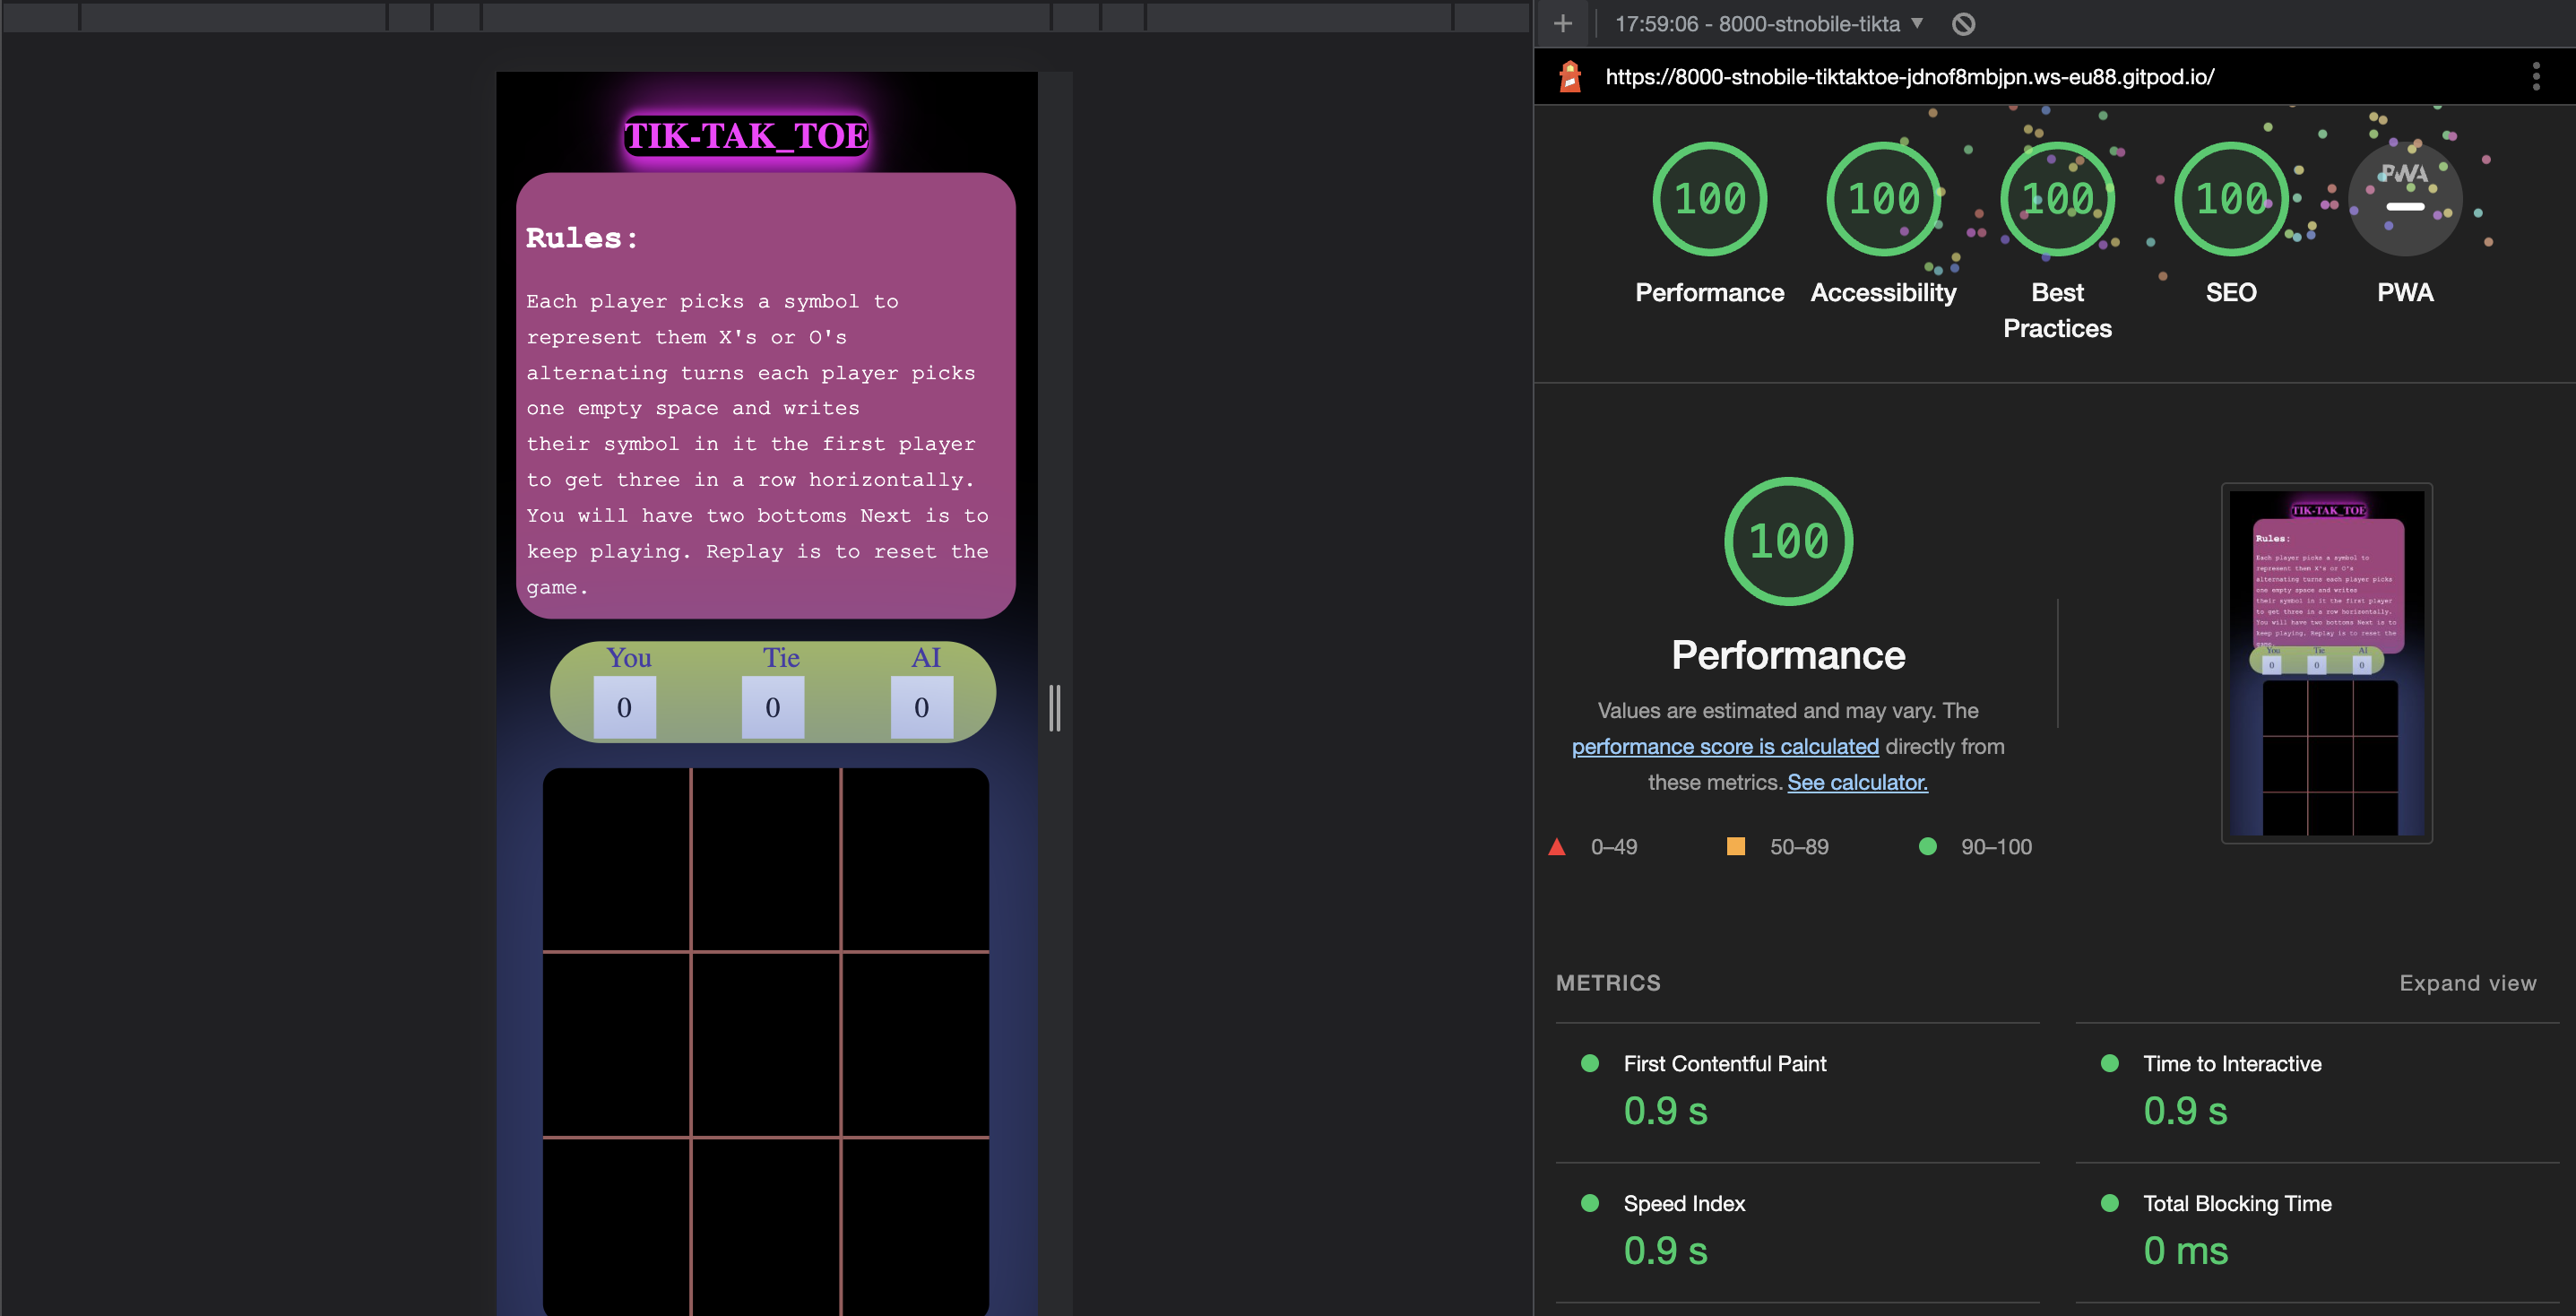 TIK-TAK_TOE
Rules:
Each player picks a symbol to
represent them X's or O's
alternating turns each player picks
one empty space and writes
their symbol in it the first player
to get three in a row horizontally.
You will have two bottoms Next is to
keep playing. Replay is to reset the
game.
You Tie AI
0 0 0
17:59:06 - 8000-stnobile-tikta
https://8000-stnobile-tiktaktoe-jdnof8mbjpn.ws-eu88.gitpod.io/
100 100 100 100 PWA
Performance Accessibility Best Practices SEO PWA
100
Performance
Values are estimated and may vary. The
performance score is calculated directly from
these metrics. See calculator.
0–49 50–89 90–100
TIK-TAK_TOE
Rules:
Each player picks a symbol to
represent them X's or O's
alternating turns each player picks
one empty space and writes
their symbol in it the first player
to get three in a row horizontally.
You will have two bottoms Next is to
keep playing. Replay is to reset the
game.
You Tie AI
0 0 0
METRICS Expand view
First Contentful Paint
0.9 s
Time to Interactive
0.9 s
Speed Index
0.9 s
Total Blocking Time
0 ms